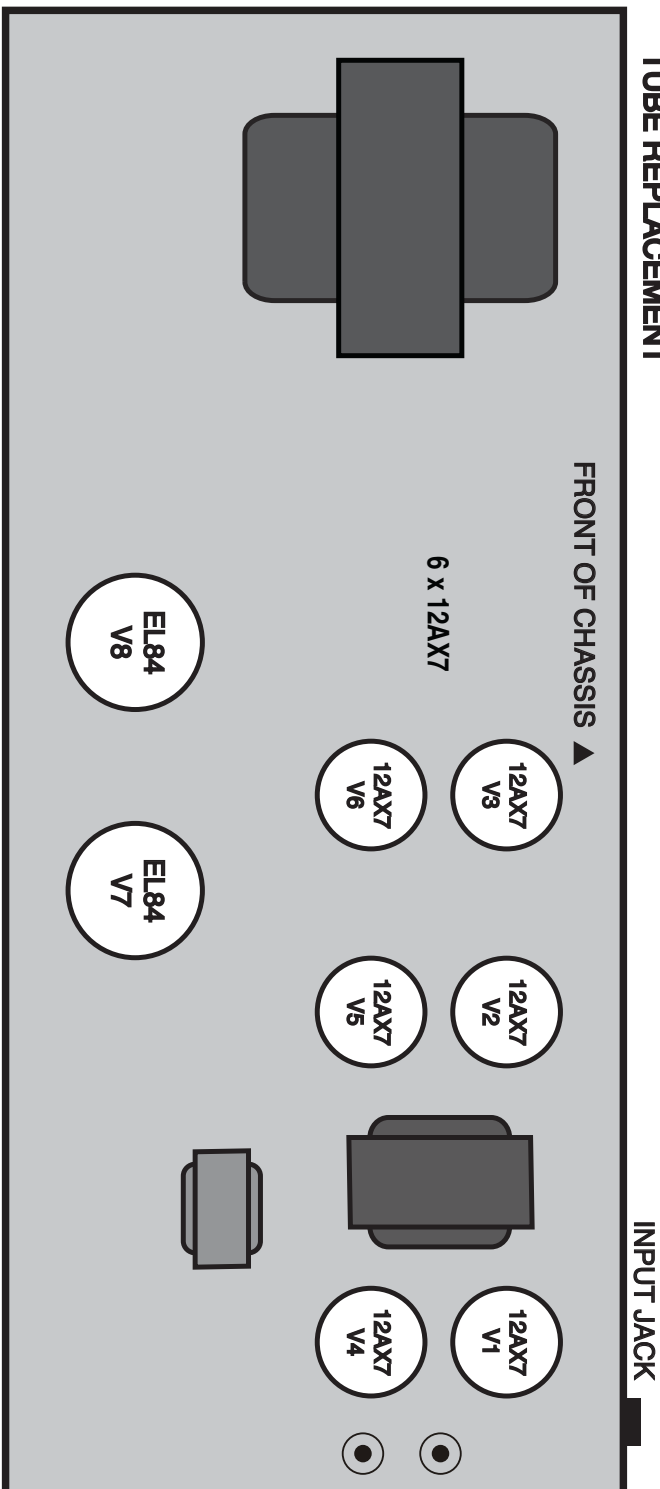 TUBE REPLACEMENT
INPUT JACK
FRONT OF CHASSIS ▲
6 x 12AX7
12AX7
V3
12AX7
V2
12AX7
V1
12AX7
V6
12AX7
V5
12AX7
V4
EL84
V8
EL84
V7